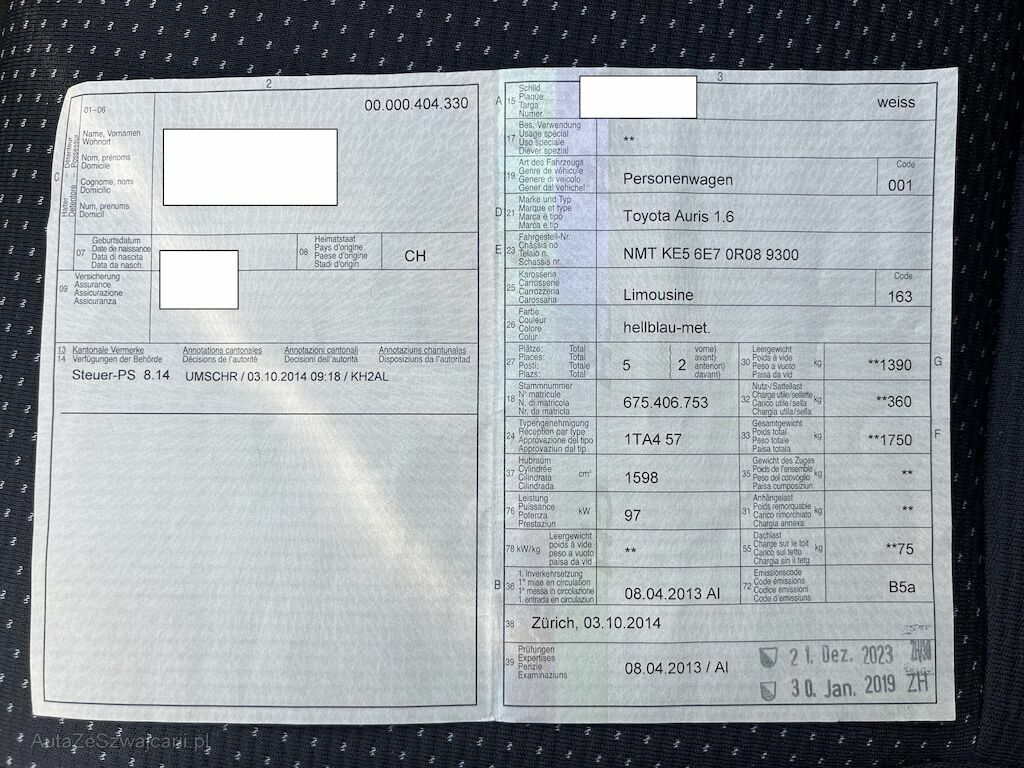 2
00.000.404.330
01–06
Name, Vornamen
Wohnort
Nom, prénoms
Domicile
Cognome, nomi
Domicilio
Num, prenums
Domicil
C
Halter
Détenteur
Detentore
Possessur
07
Geburtsdatum
Date de naissance
Data di nascita
Data da nasch.
08
Heimatstaat
Pays d'origine
Paese d'origine
Stadi d'origin
CH
09
Versicherung
Assurance
Assicurazione
Assicuranza
13 Kantonale Vermerke Annotations cantonales Annotazioni cantonali Annotaziuns chantunalas
14 Verfügungen der Behörde Décisions de l'autorité Decisioni dell'autorità Disposiziuns da l'autoritad
Steuer-PS 8.14 UMSCHR / 03.10.2014 09:18 / KH2AL
3
A 15
Schild
Plaque
Targa
Numer
weiss
17
Bes. Verwendung
Usage spécial
Uso speciale
Diever spezial
**
19
Art des Fahrzeugs
Genre de véhicule
Genere di veicolo
Gener dal vehichel
Personenwagen
Code
001
D 21
Marke und Typ
Marque et type
Marca e tipo
Marca e tip
Toyota Auris 1.6
E 23
Fahrgestell-Nr.
Châssis no
Telaio n.
Schassis nr.
NMT KE5 6E7 0R08 9300
25
Karosserie
Carrosserie
Carrozzeria
Carossaria
Limousine
Code
163
26
Farbe
Couleur
Colore
Colur
hellblau-met.
27
Plätze: Total
Places: Total
Posti: Totale
Plazs: Total
5
2
vorne)
avant)
anteriori)
davant)
30
Leergewicht
Poids à vide
Peso a vuoto
Paisa da vid
kg
**1390
G
18
Stammnummer
N° matricule
N. di matricola
Nr. da matricla
675.406.753
32
Nutz-/Sattellast
Charge utile/sellette
Carico utile/sella
Chargia utila/sella
kg
**360
24
Typengenehmigung
Réception par type
Approvazione del tipo
Approvaziun dal tip
1TA4 57
33
Gesamtgewicht
Poids total
Peso totale
Paisa totala
kg
**1750
F
37
Hubraum
Cylindrée
Cilindrata
Cilindrada
cm³
1598
35
Gewicht des Zuges
Poids de l'ensemble
Peso del convoglio
Paisa cumposiziun
kg
**
76
Leistung
Puissance
Potenza
Prestaziun
kW
97
31
Anhängelast
Poids remorquable
Carico rimorchiato
Chargia annexa
kg
**
78 kW/kg
Leergewicht
poids à vide
peso a vuoto
paisa da vid
**
55
Dachlast
Charge sur le toit
Carico sul tetto
Chargia sin il tetg
kg
**75
B 36
1. Inverkehrsetzung
1re mise en circulation
1a messa in circolazione
1. entrada en circulaziun
08.04.2013 AI
72
Emissionscode
Code émissions
Codice emissioni
Code d'emissiuns
B5a
38
Zürich, 03.10.2014
39
Prüfungen
Expertises
Perizie
Examinaziuns
08.04.2013 / AI
21. Dez. 2023
30. Jan. 2019 ZH
AutaZeSzwajcarii.pl